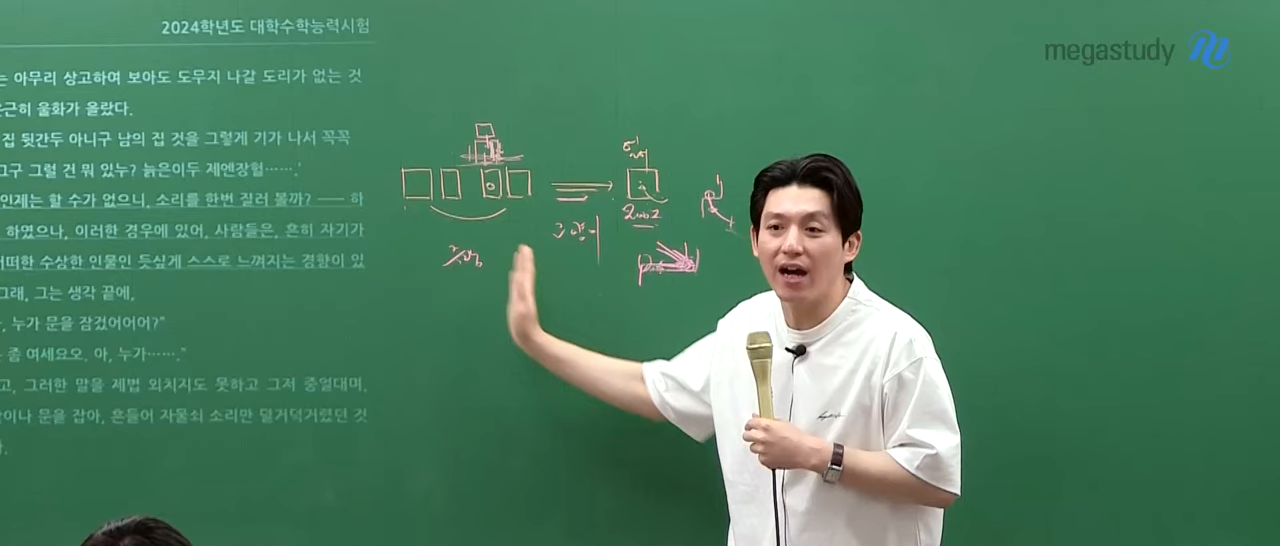 2024학년도 대학수학능력시험
megastudy
는 아무리 상고하여 보아도 도무지 나갈 도리가 없는 것
은근히 울화가 올랐다.
집 뒷간두 아니구 남의 집 것을 그렇게 기가 나서 꼭꼭
그구 그럴 건 뭐 있누? 늙은이두 제엔장헐…….'
인제는 할 수가 없으니, 소리를 한번 질러 볼까? ── 하
하였으나, 이러한 경우에 있어, 사람들은, 흔히 자기가
어떠한 수상한 인물인 듯싶게 스스로 느껴지는 경향이 있
그래, 그는 생각 끝에,
, 누가 문을 잠겄어어어?"
좀 여세요오. 아, 누가……."
고, 그러한 말을 제법 외치지도 못하고 그저 중얼대며,
이나 문을 잡아, 흔들어 자물쇠 소리만 덜거덕거렸던 것